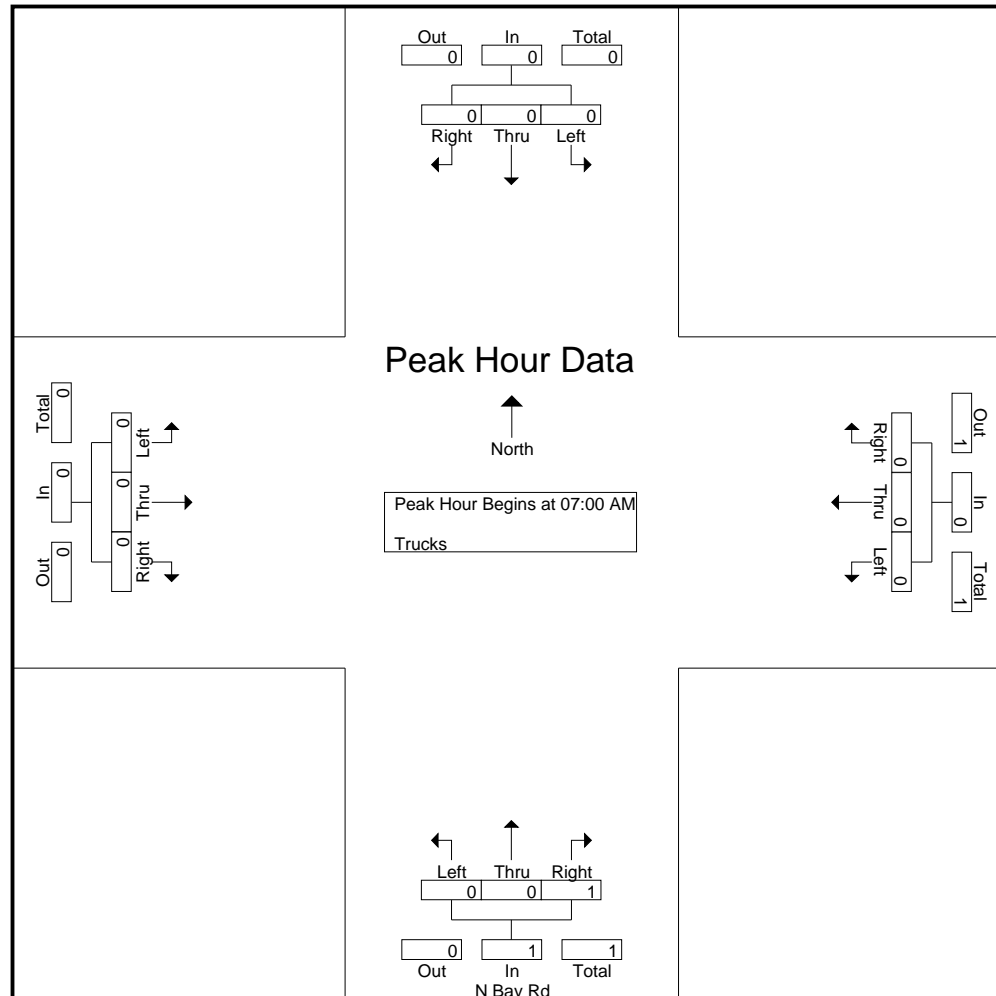 Out In Total
0 0 0
0 0 0
Right Thru Left
Peak Hour Data
North
Peak Hour Begins at 07:00 AM
Trucks
Total In Out
0 0 0
0 0 0
Left Thru Right
Out In Total
1 0 1
0 0 0
Right Thru Left
Left Thru Right
0 0 1
0 1 1
Out In Total
N Bay Rd